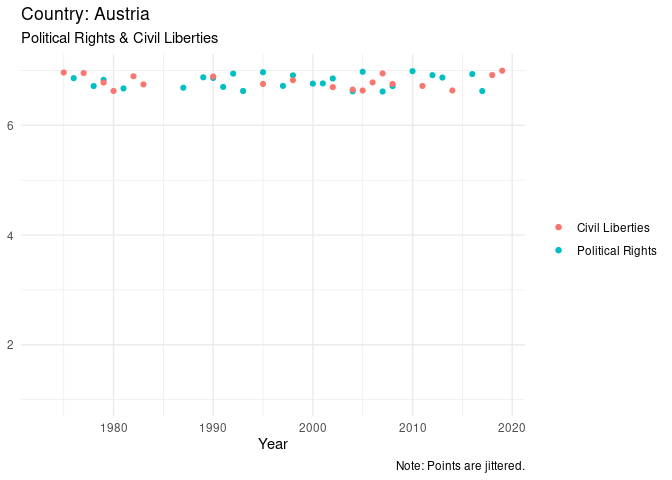 Country: Austria
Political Rights & Civil Liberties
6
4
2
1980 1990 2000 2010 2020
Year
Civil Liberties
Political Rights
Note: Points are jittered.